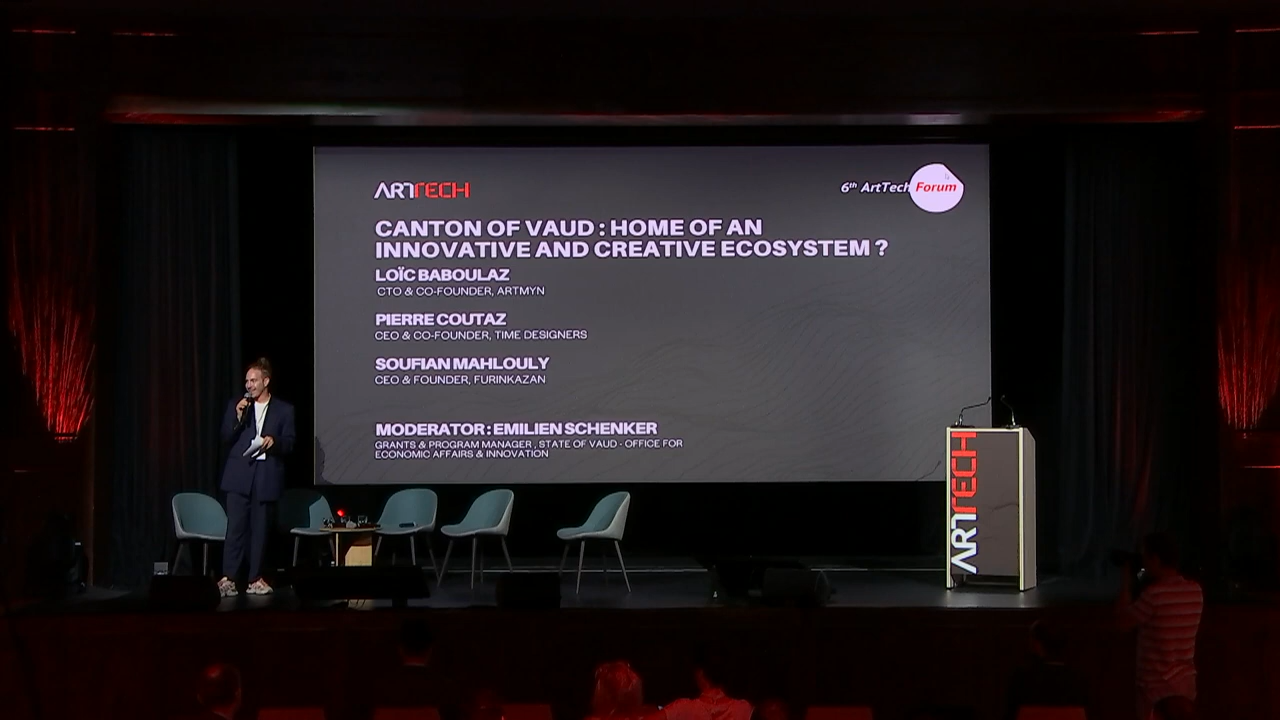 ARTTECH
6th ArtTech Forum
CANTON OF VAUD : HOME OF AN
INNOVATIVE AND CREATIVE ECOSYSTEM ?
LOÏC BABOULAZ
CTO & CO-FOUNDER, ARTMYN
PIERRE COUTAZ
CEO & CO-FOUNDER, TIME DESIGNERS
SOUFIAN MAHLOULY
CEO & FOUNDER, FURINKAZAN
MODERATOR : EMILIEN SCHENKER
GRANTS & PROGRAM MANAGER , STATE OF VAUD - OFFICE FOR
ECONOMIC AFFAIRS & INNOVATION
ARTTECH